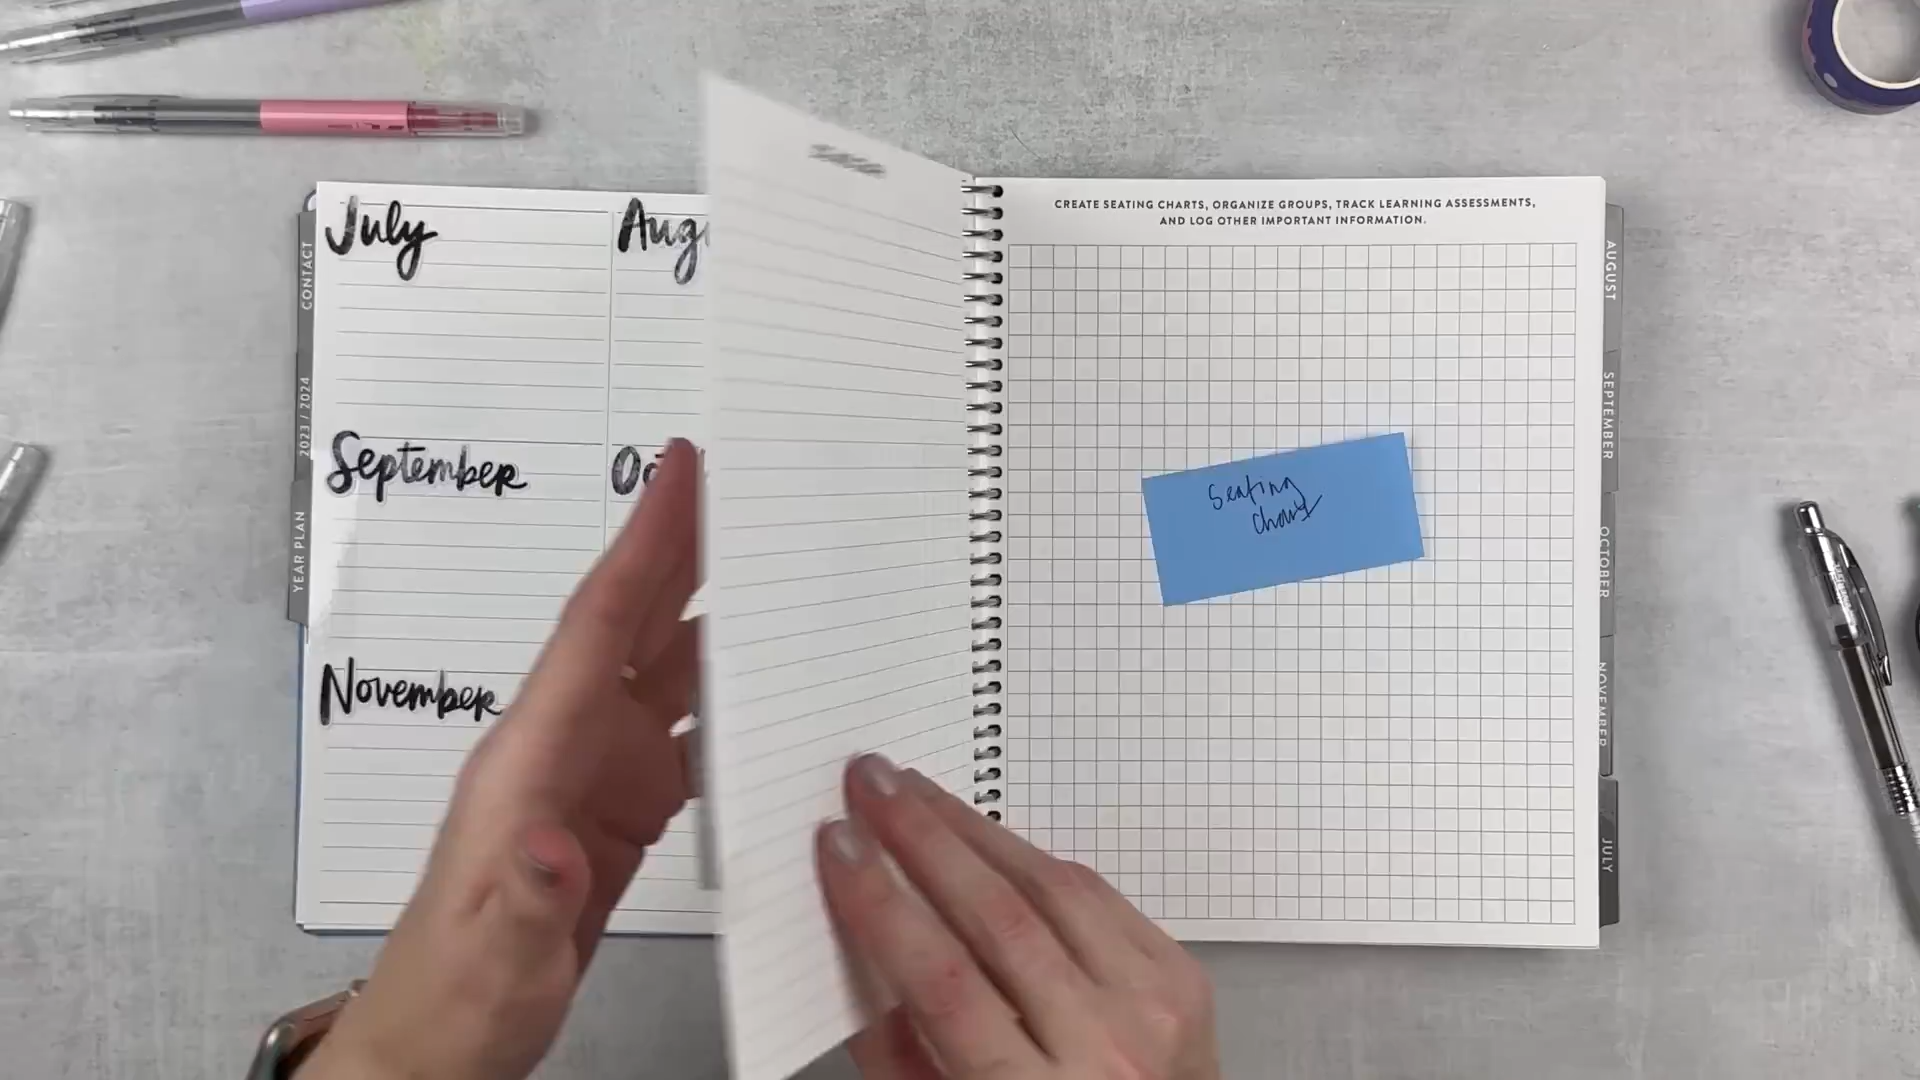 CONTACT
2023 / 2024
YEAR PLAN
July
Aug
September
Oc
November
CREATE SEATING CHARTS, ORGANIZE GROUPS, TRACK LEARNING ASSESSMENTS,
AND LOG OTHER IMPORTANT INFORMATION.
Seating
chart
AUGUST
SEPTEMBER
OCTOBER
NOVEMBER
JULY